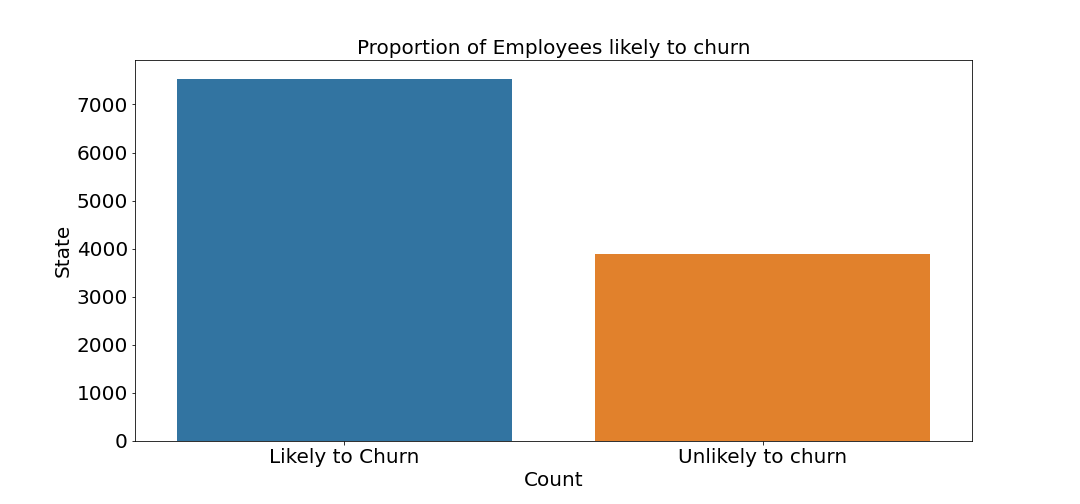 Proportion of Employees likely to churn
7000
6000
5000
4000
3000
2000
1000
0
State
Likely to Churn
Unlikely to churn
Count